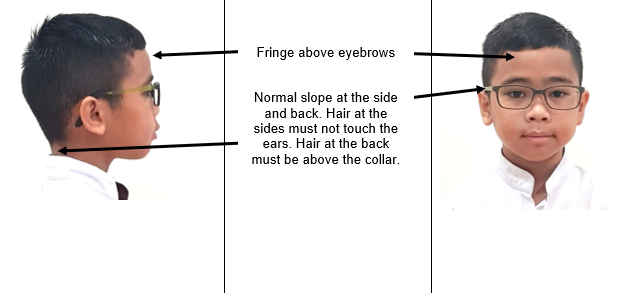 Fringe above eyebrows
Normal slope at the side
and back. Hair at the
sides must not touch the
ears. Hair at the back
must be above the collar.